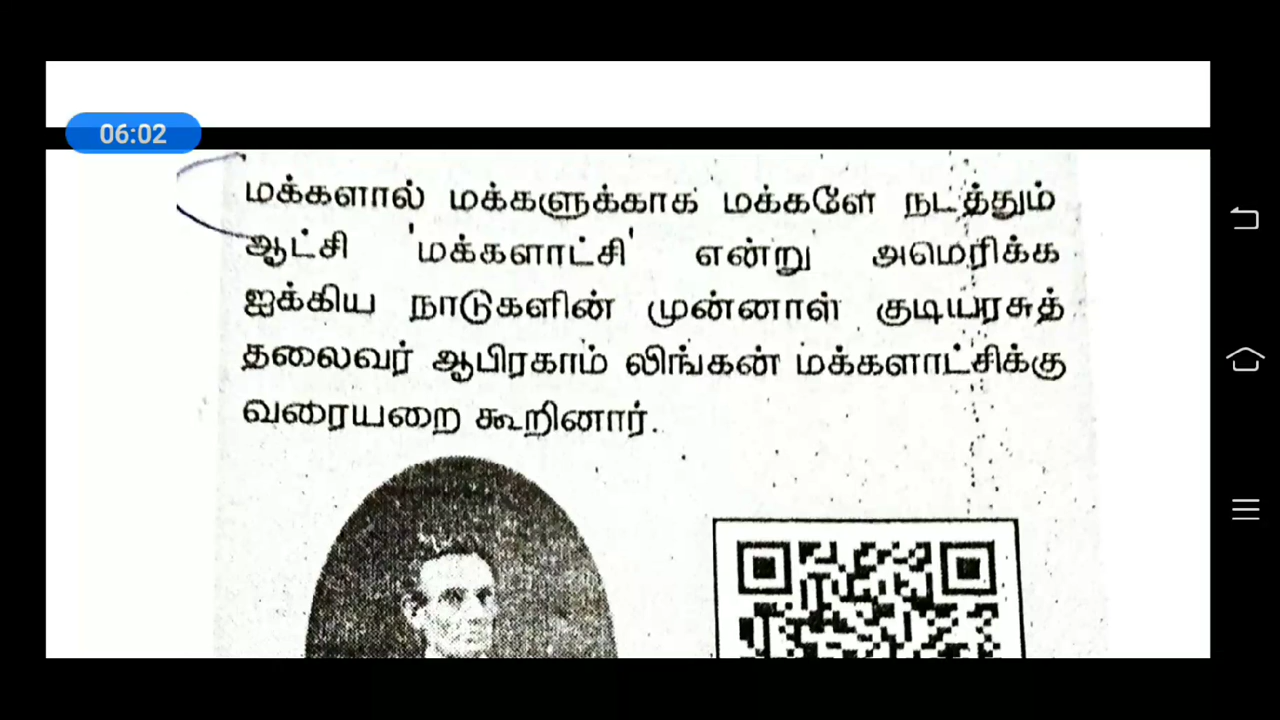 06:02
மக்களால் மக்களுக்காக மக்களே நடத்தும்
ஆட்சி 'மக்களாட்சி' என்று அமெரிக்க
ஐக்கிய நாடுகளின் முன்னாள் குடியரசுத்
தலைவர் ஆபிரகாம் லிங்கன் மக்களாட்சிக்கு
வரையறை கூறினார்.